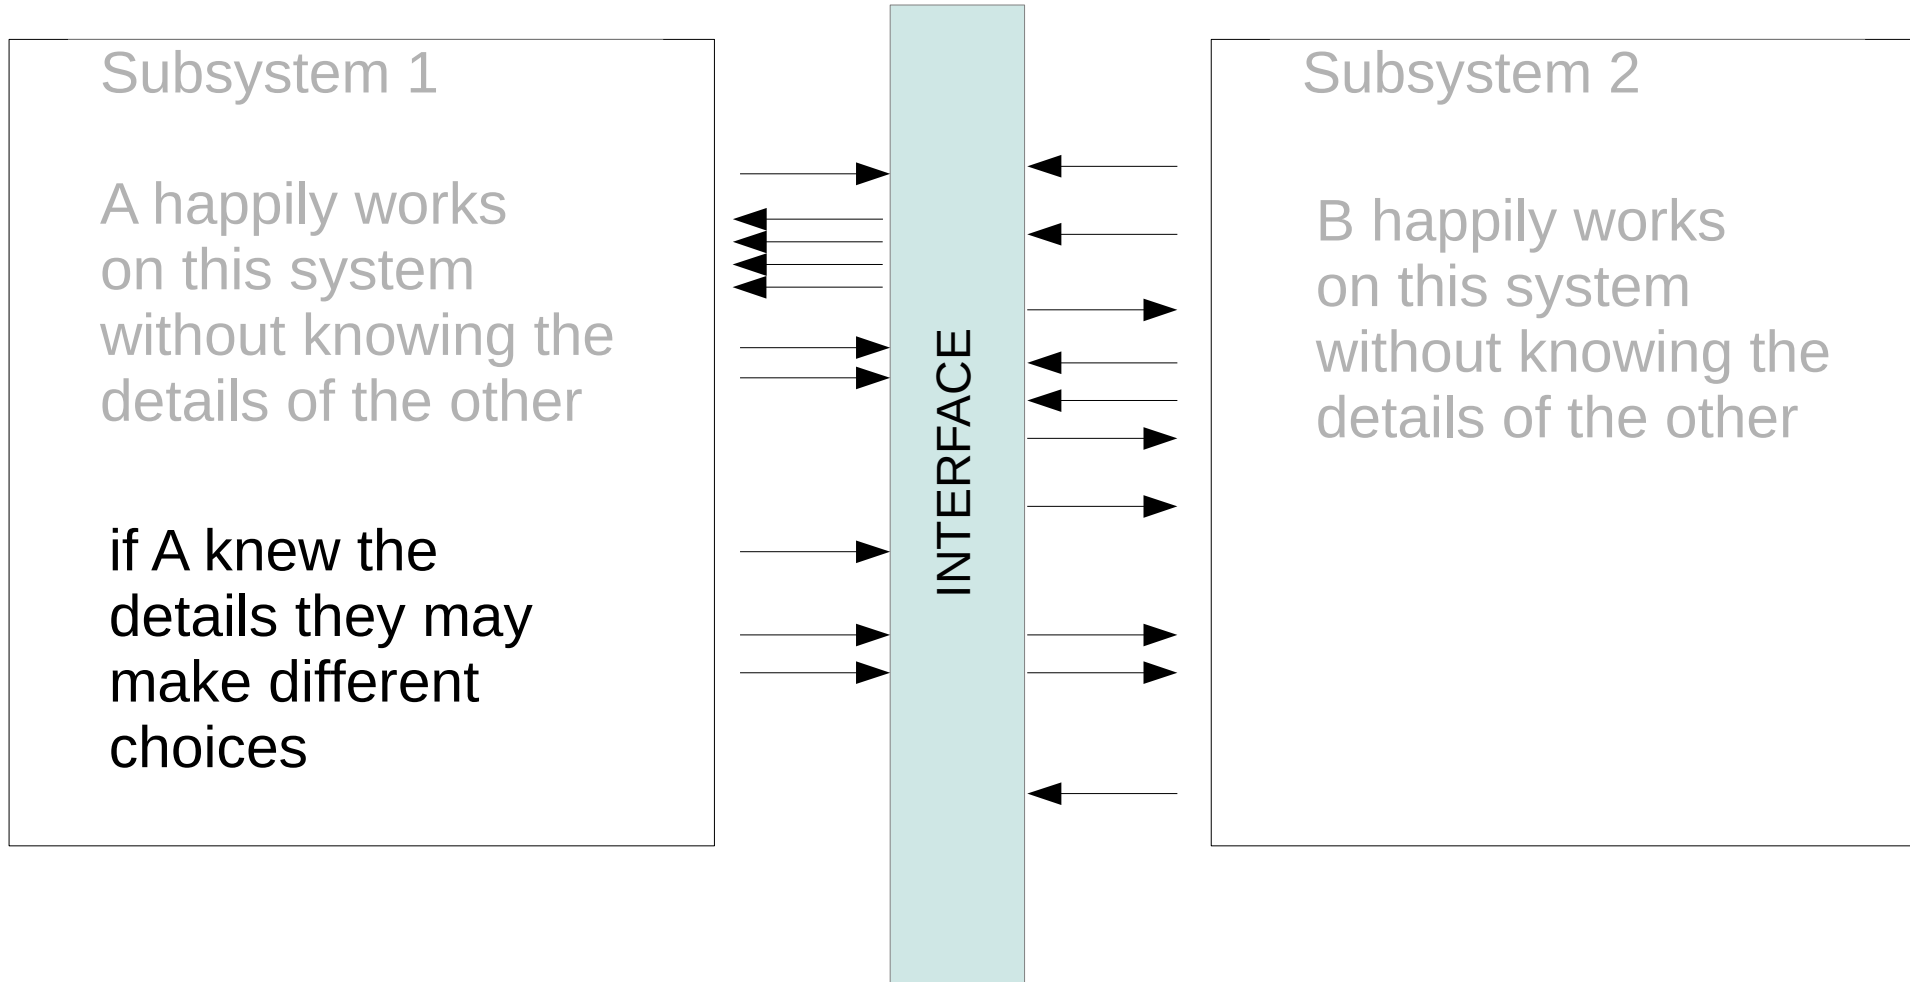 Subsystem 1
A happily works
on this system
without knowing the
details of the other
if A knew the
details they may
make different
choices
INTERFACE
Subsystem 2
B happily works
on this system
without knowing the
details of the other